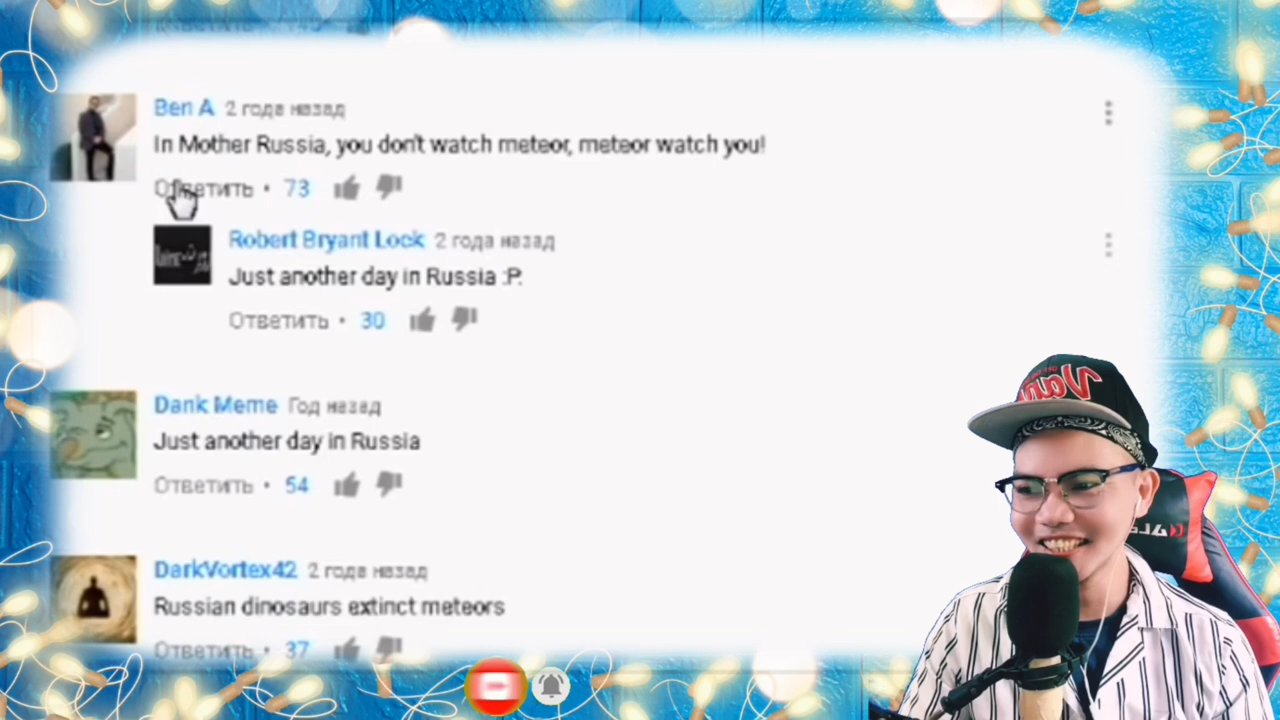 Ben A 2 года назад
In Mother Russia, you don't watch meteor, meteor watch you!
Ответить • 73
Robert Bryant Lock 2 года назад
Just another day in Russia :P.
Ответить • 30
Dank Meme Год назад
Just another day in Russia
Ответить • 54
DarkVortex42 2 года назад
Russian dinosaurs extinct meteors
Ответить • 37